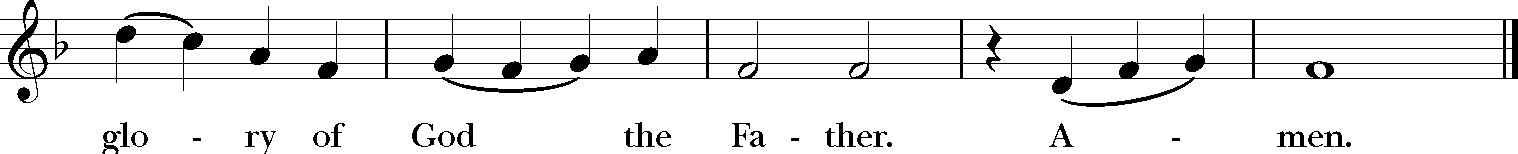 glo - ry of God the Fa - ther. A - men.